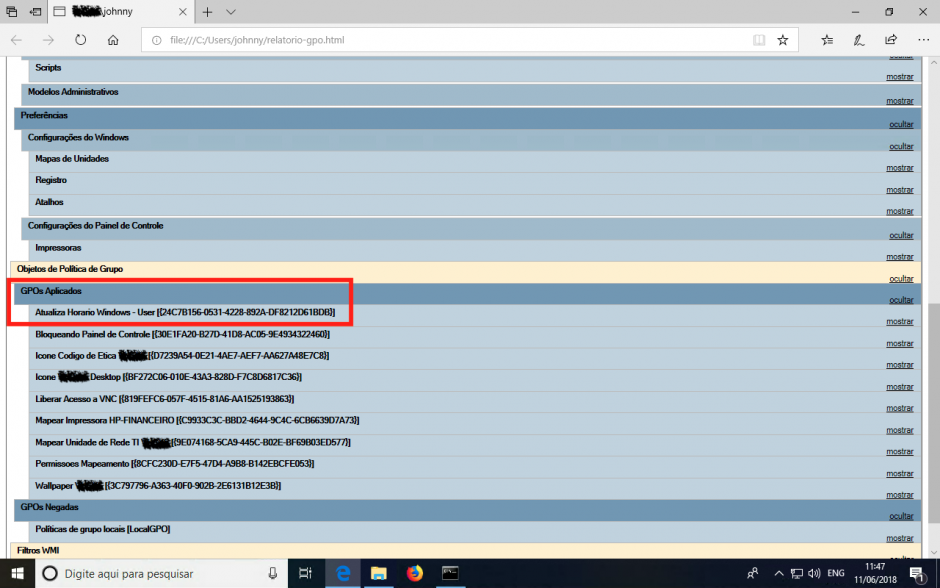 \johnny
file:///C:/Users/johnny/relatorio-gpo.html
ocultar
Scripts
mostrar
Modelos Administrativos
mostrar
Preferências
ocultar
Configurações do Windows
ocultar
Mapas de Unidades
mostrar
Registro
mostrar
Atalhos
mostrar
Configurações do Painel de Controle
ocultar
Impressoras
mostrar
Objetos de Política de Grupo
ocultar
GPOs Aplicados
ocultar
Atualiza Horario Windows - User [{24C7B156-0531-4228-892A-DF8212D61BDB}]
mostrar
Bloqueando Painel de Controle [{30E1FA20-B27D-41D8-AC05-9E4934322460}]
mostrar
Icone Codigo de Etica [{D7239A54-0E21-4AE7-AEF7-AA627A48E7C8}]
mostrar
Icone Desktop [{BF272C06-010E-43A3-828D-F7C8D6817C36}]
mostrar
Liberar Acesso a VNC [{819FEFC6-057F-4515-81A6-AA1525193863}]
mostrar
Mapear Impressora HP-FINANCEIRO [{C9933C3C-BBD2-4644-9C4C-6CB6639D7A73}]
mostrar
Mapear Unidade de Rede TI [{9E074168-5CA9-445C-B02E-BF69B03ED577}]
mostrar
Permissoes Mapeamento [{8CFC230D-E7F5-47D4-A9B8-B142EBCFE053}]
mostrar
Wallpaper [{3C797796-A363-40F0-902B-2E6131B12E3B}]
mostrar
GPOs Negadas
ocultar
Políticas de grupo locais [LocalGPO]
mostrar
Filtros WMI
Digite aqui para pesquisar
ENG
11:47
11/06/2018
1